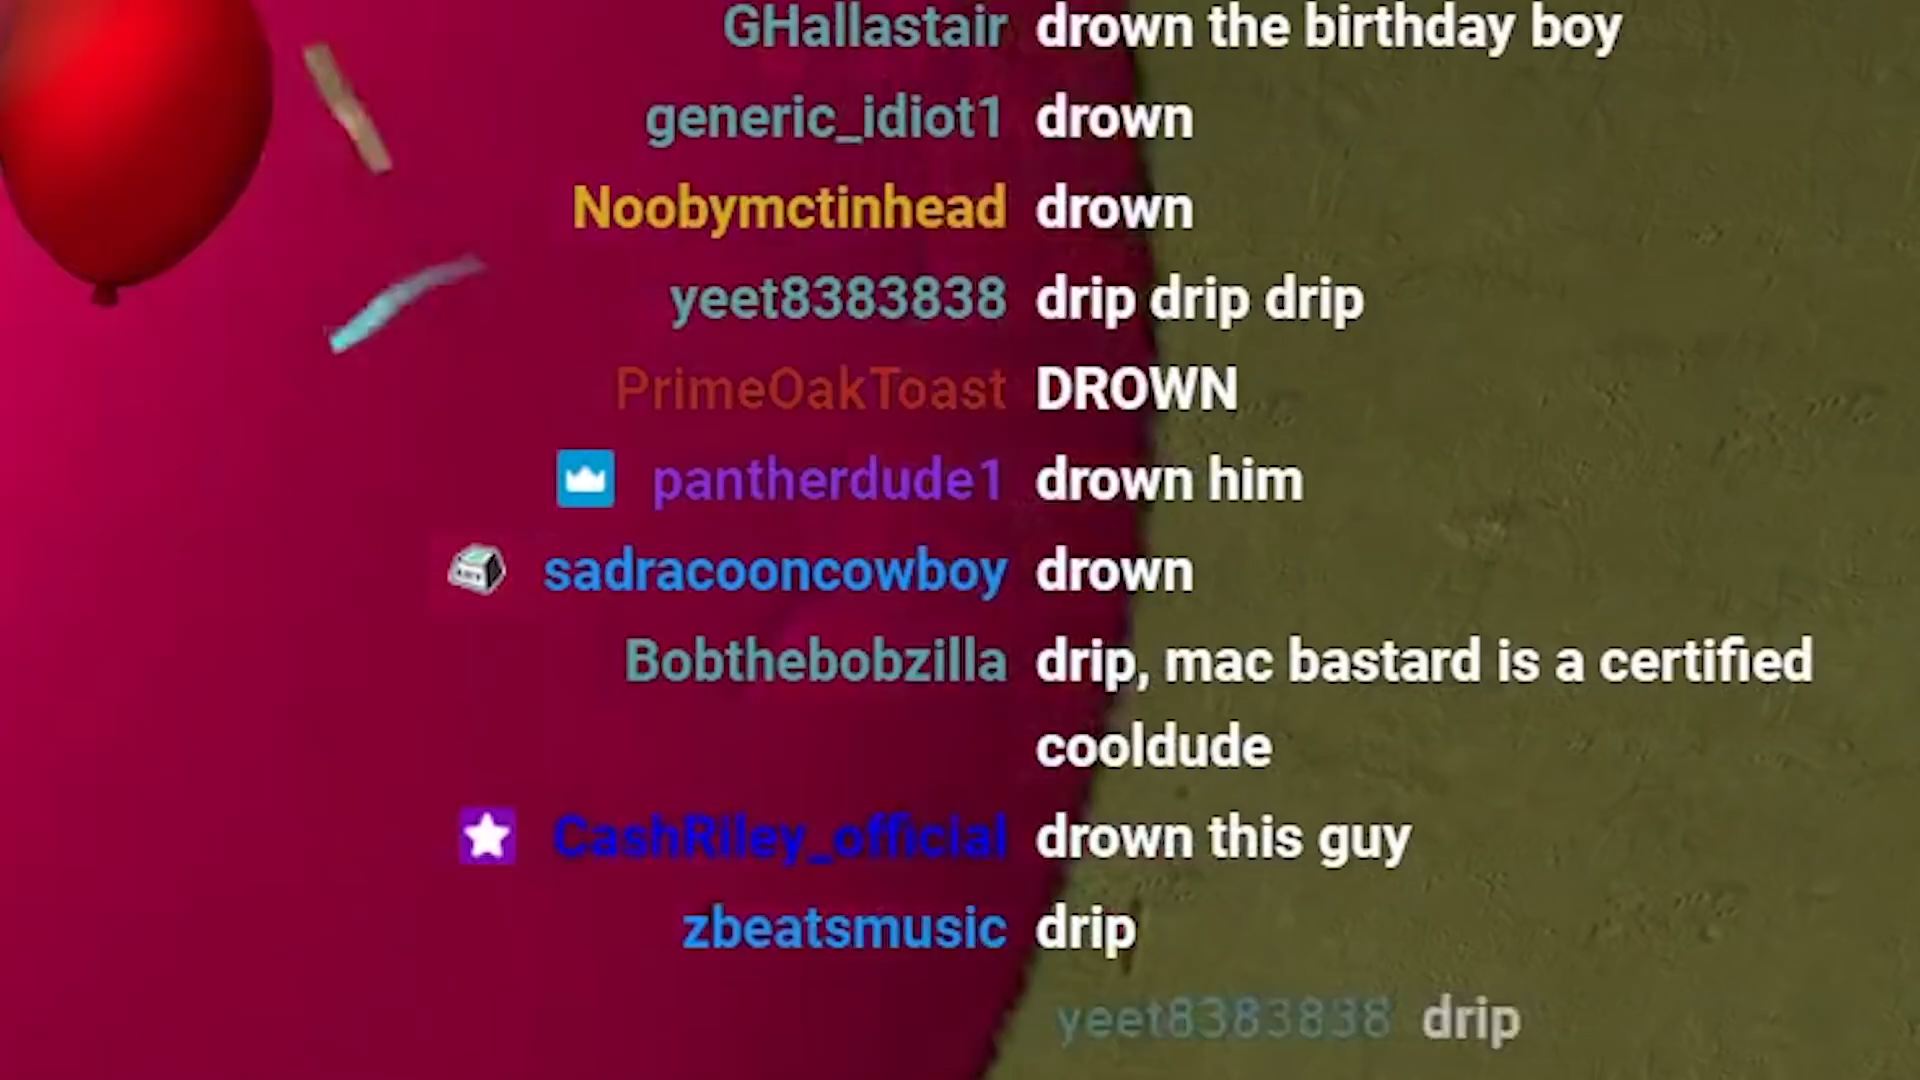 GHallastair drown the birthday boy
generic_idiot1 drown
Noobymctinhead drown
yeet8383838 drip drip drip
PrimeOakToast DROWN
pantherdude1 drown him
sadracooncowboy drown
Bobthebobzilla drip, mac bastard is a certified
cooldude
CashRiley_official drown this guy
zbeatsmusic drip
yeet8383838 drip